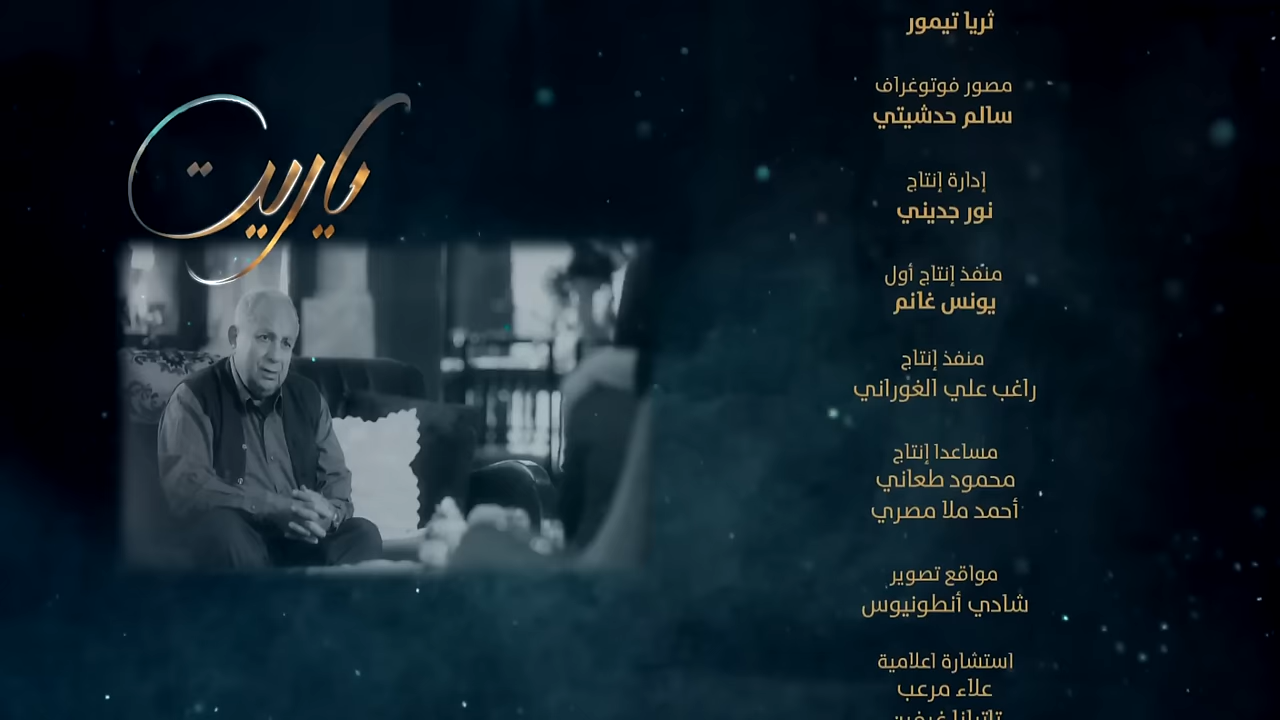 ياريت
ثريا تيمور
مصور فوتوغراف
سالم حدشيتي
إدارة إنتاج
نور جديني
منفذ إنتاج أول
يونس غانم
منفذ إنتاج
راغب علي الغوراني
مساعدا إنتاج
محمود طعاني
أحمد ملا مصري
مواقع تصوير
شادي أنطونيوس
استشارة اعلامية
علاء مرعب